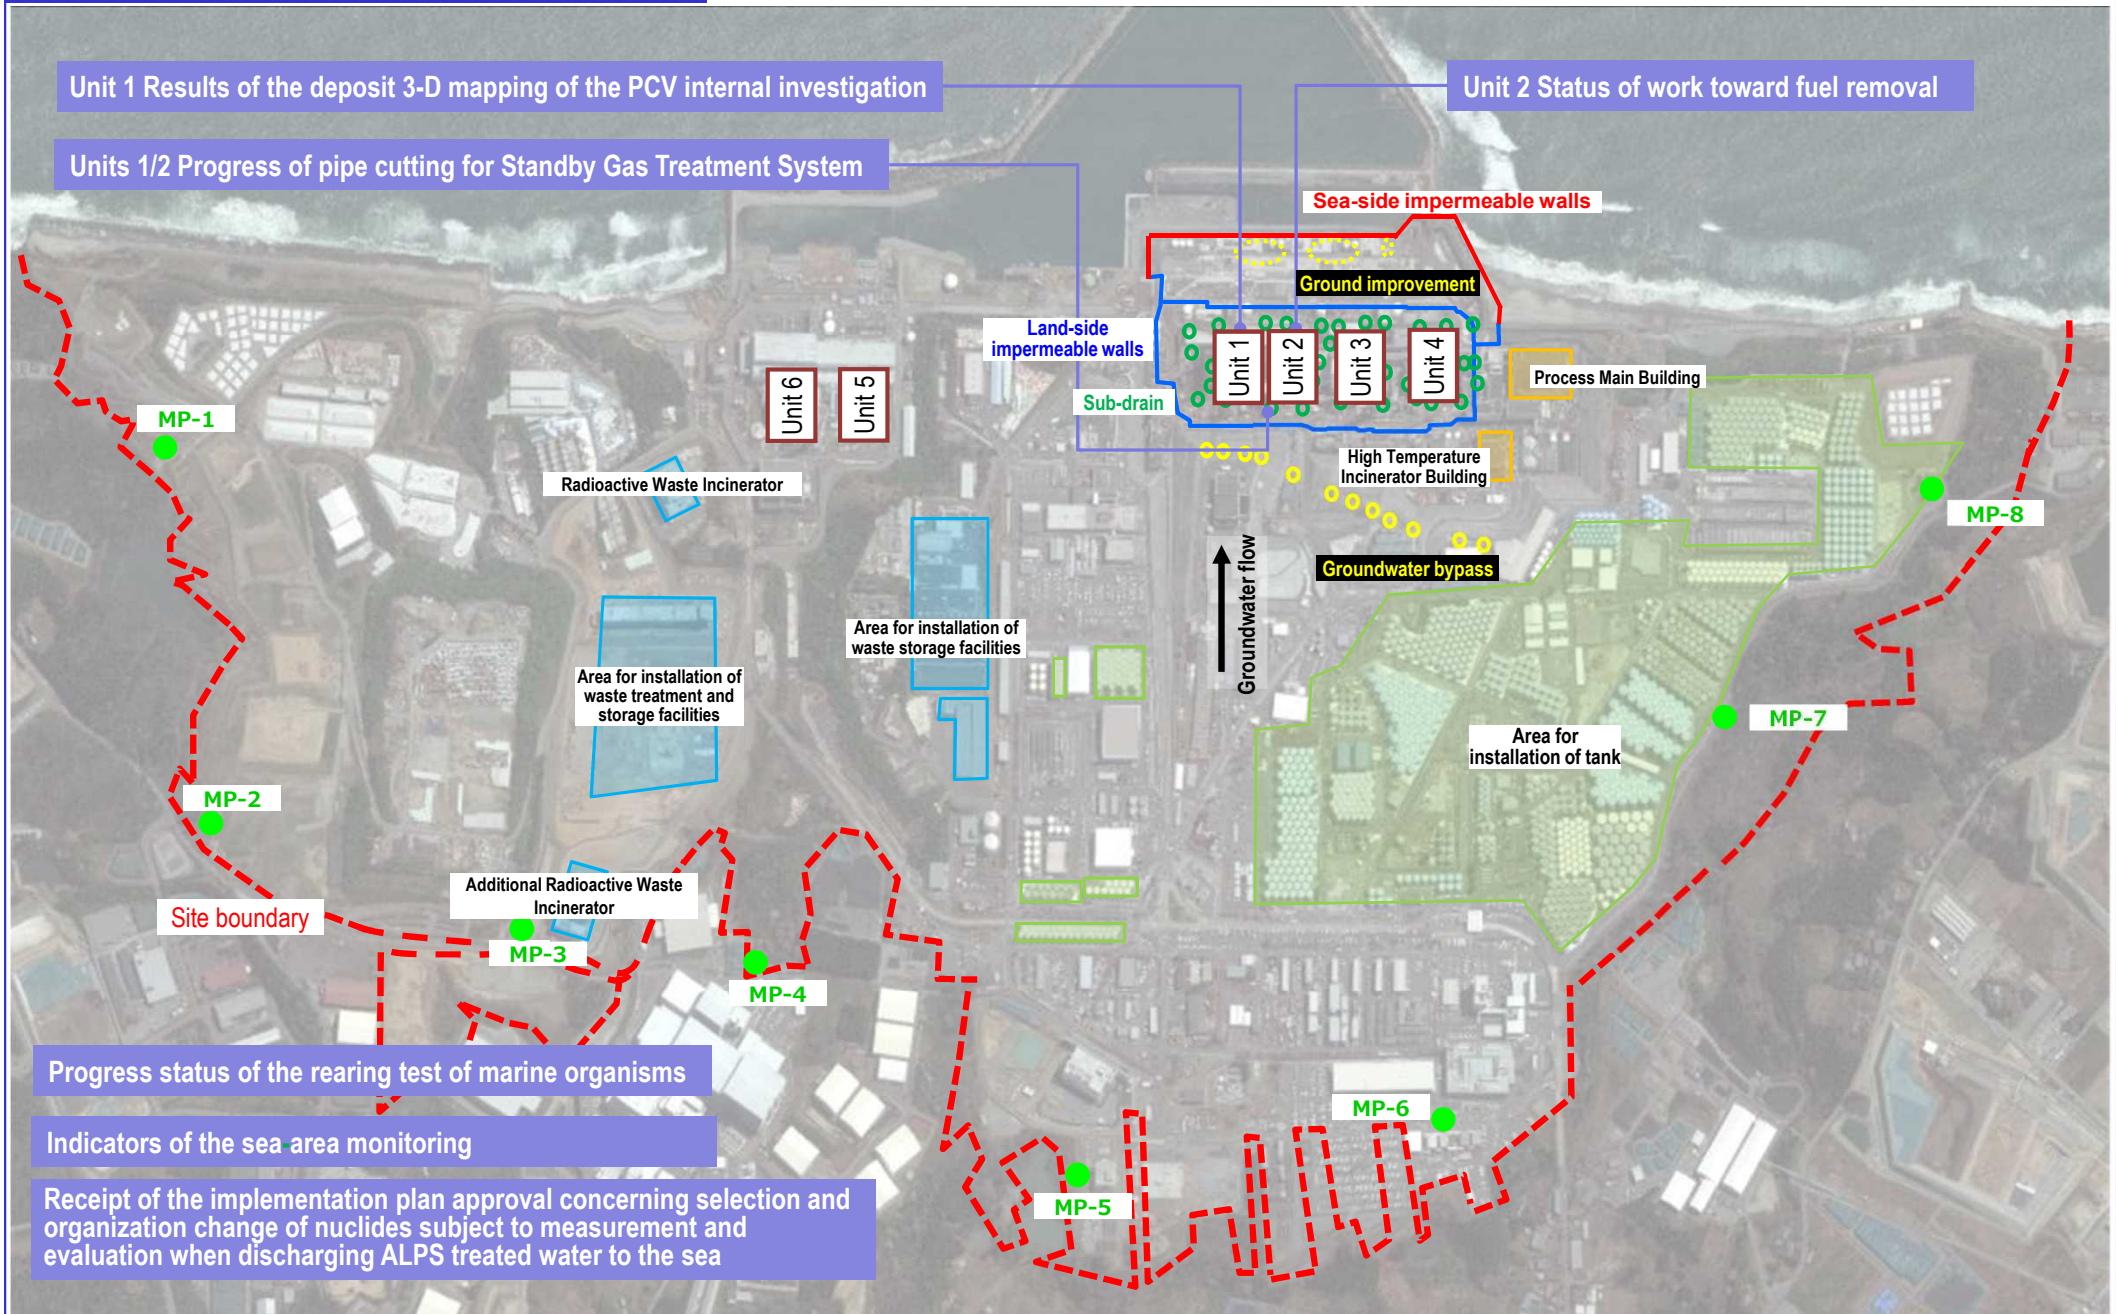 Unit 1 Results of the deposit 3-D mapping of the PCV internal investigation
Unit 2 Status of work toward fuel removal
Units 1/2 Progress of pipe cutting for Standby Gas Treatment System
Sea-side impermeable walls
Ground improvement
Land-side
impermeable walls
Unit 1
Unit 2
Unit 3
Unit 4
Unit 6
Unit 5
Process Main Building
Sub-drain
MP-1
High Temperature
Incinerator Building
Radioactive Waste Incinerator
MP-8
Groundwater flow
Groundwater bypass
Area for installation of
waste storage facilities
Area for installation of
waste treatment and
storage facilities
MP-7
Area for
installation of tank
MP-2
Additional Radioactive Waste
Incinerator
Site boundary
MP-3
MP-4
Progress status of the rearing test of marine organisms
MP-6
Indicators of the sea-area monitoring
MP-5
Receipt of the implementation plan approval concerning selection and
organization change of nuclides subject to measurement and
evaluation when discharging ALPS treated water to the sea